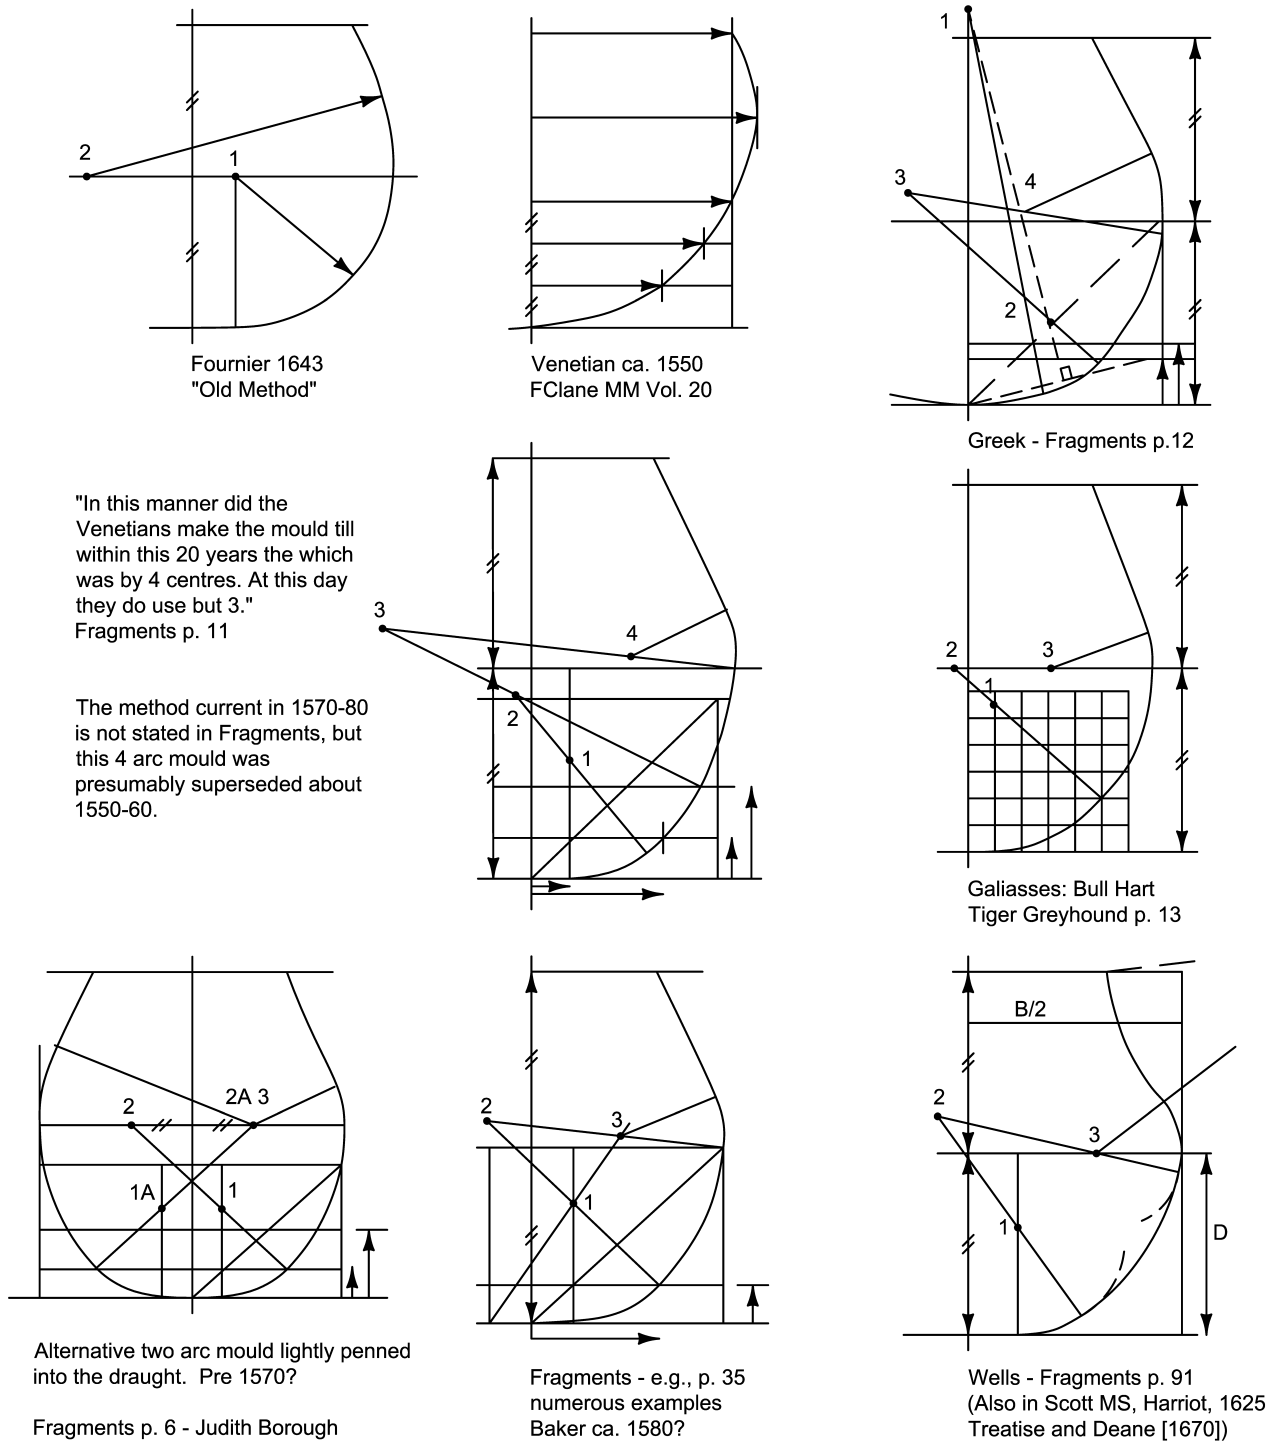 2
1
Fournier 1643
"Old Method"
Venetian ca. 1550
FClane MM Vol. 20
1
3
4
2
Greek - Fragments p.12
"In this manner did the
Venetians make the mould till
within this 20 years the which
was by 4 centres. At this day
they do use but 3."
Fragments p. 11
The method current in 1570-80
is not stated in Fragments, but
this 4 arc mould was
presumably superseded about
1550-60.
3
4
2
1
2
3
1
Galiasses: Bull Hart
Tiger Greyhound p. 13
2
2A 3
1A
1
Alternative two arc mould lightly penned
into the draught.  Pre 1570?
Fragments p. 6 - Judith Borough
2
3
1
Fragments - e.g., p. 35
numerous examples
Baker ca. 1580?
B/2
2
3
1
D
Wells - Fragments p. 91
(Also in Scott MS, Harriot, 1625
Treatise and Deane [1670])